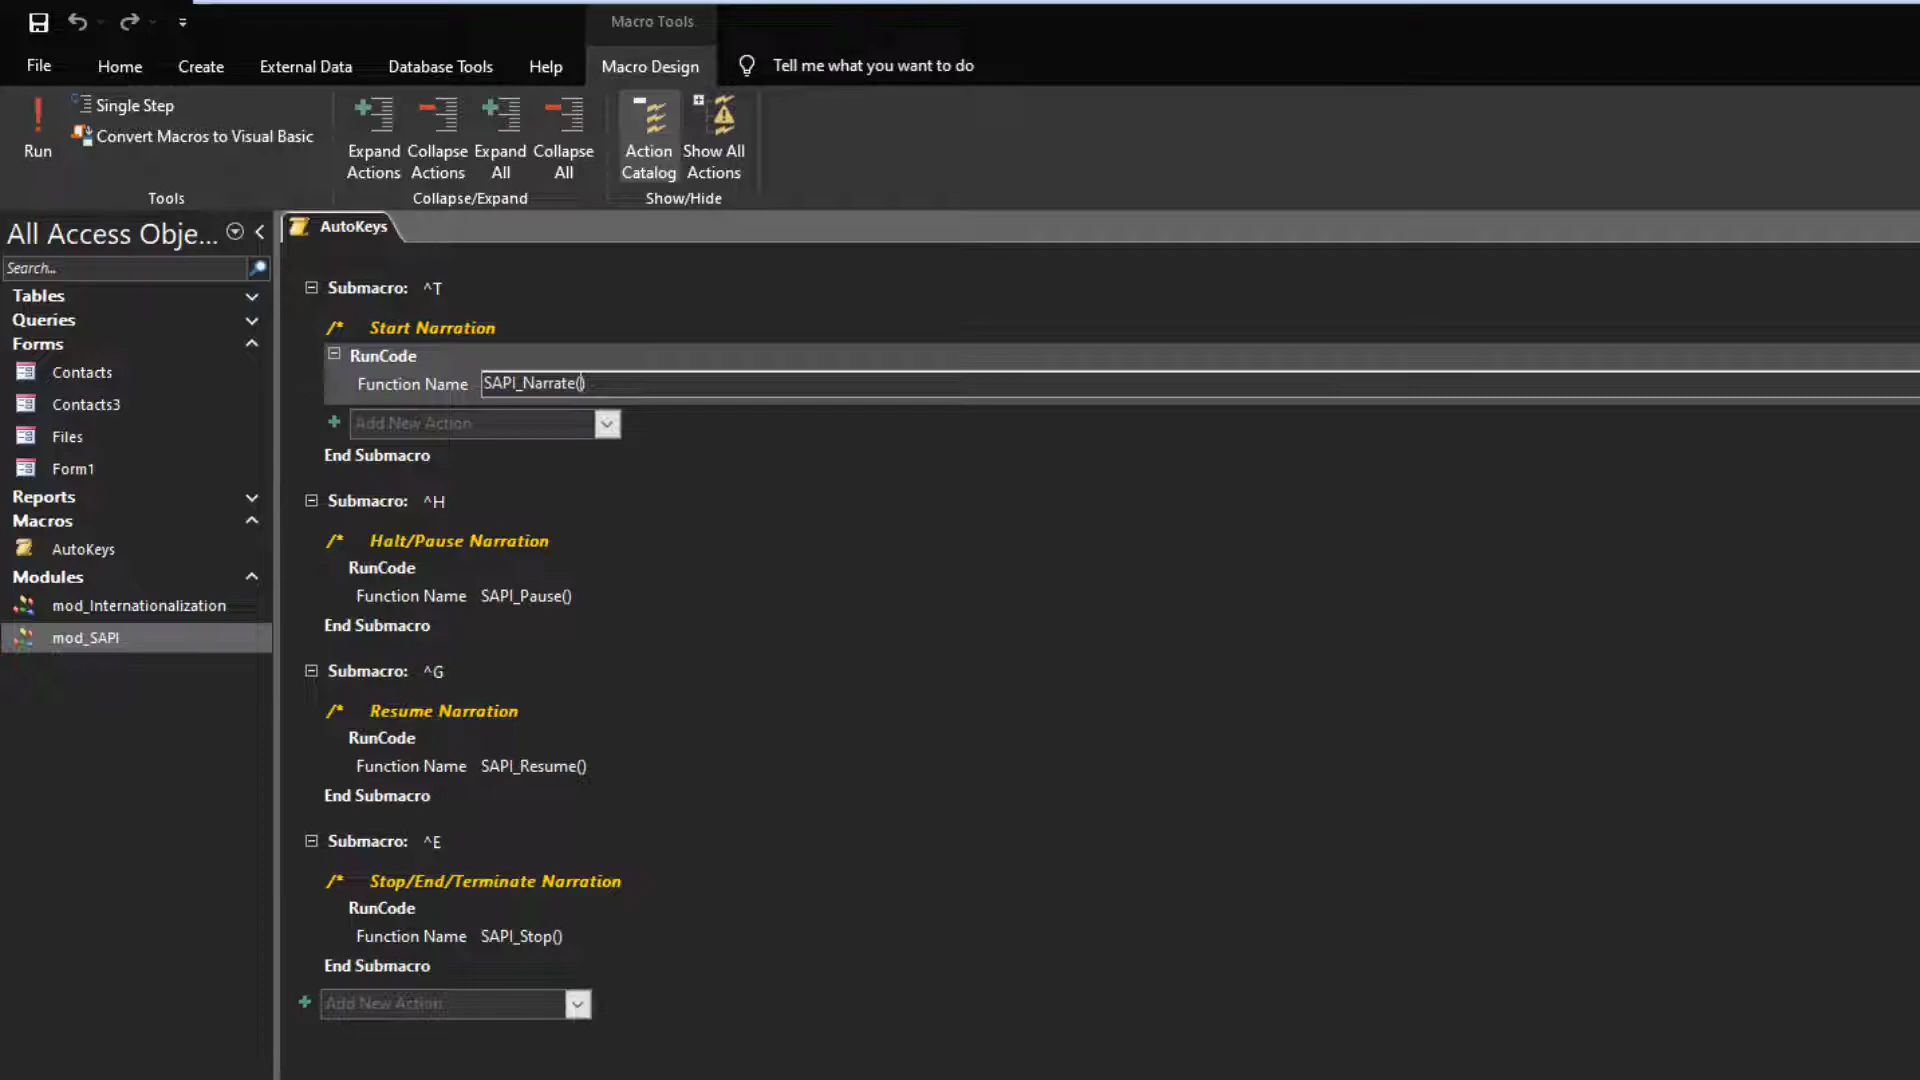 Macro Tools
File Home Create External Data Database Tools Help Macro Design Tell me what you want to do
Run
Single Step
Convert Macros to Visual Basic
Tools
Expand Actions
Collapse Actions
Expand All
Collapse All
Collapse/Expand
Action Catalog
Show All Actions
Show/Hide
All Access Obje...
Search...
Tables
Queries
Forms
Contacts
Contacts3
Files
Form1
Reports
Macros
AutoKeys
Modules
mod_Internationalization
mod_SAPI
AutoKeys
Submacro: ^T
/* Start Narration
RunCode
Function Name SAPI_Narrate()
Add New Action
End Submacro
Submacro: ^H
/* Halt/Pause Narration
RunCode
Function Name SAPI_Pause()
End Submacro
Submacro: ^G
/* Resume Narration
RunCode
Function Name SAPI_Resume()
End Submacro
Submacro: ^E
/* Stop/End/Terminate Narration
RunCode
Function Name SAPI_Stop()
End Submacro
Add New Action